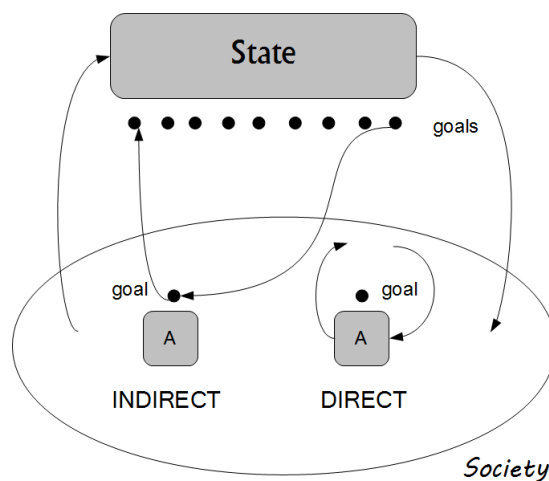 State
goals
goal
goal
A
A
INDIRECT
DIRECT
Society